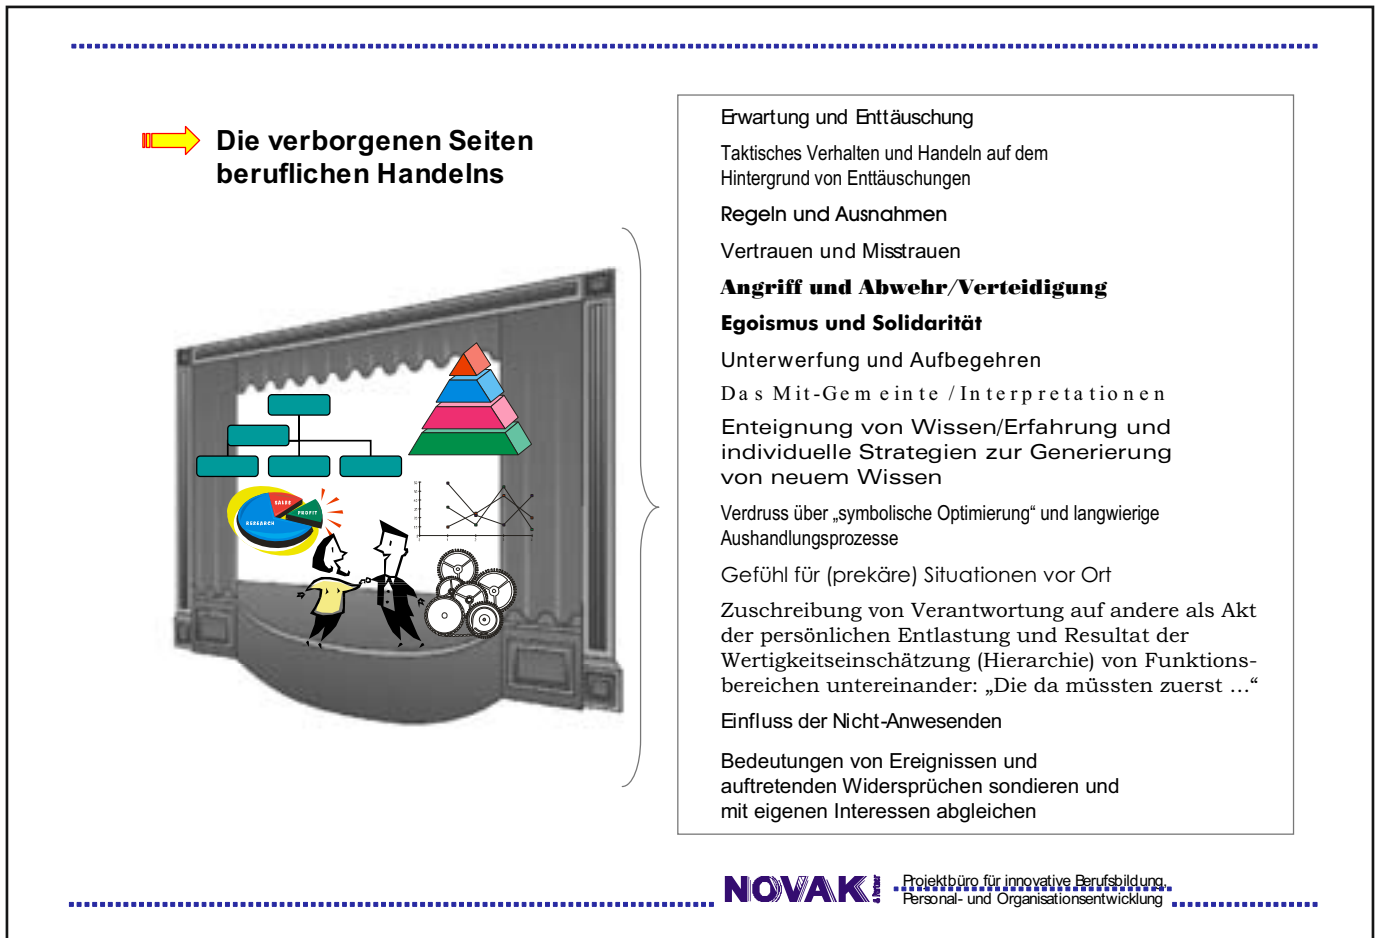 Die verborgenen Seiten
beruflichen Handelns
Erwartung und Enttäuschung
Taktisches Verhalten und Handeln auf dem
Hintergrund von Enttäuschungen
Regeln und Ausnahmen
Vertrauen und Misstrauen
Angriff und Abwehr/Verteidigung
Egoismus und Solidarität
Unterwerfung und Aufbegehren
Das Mit-Gemeinte /Interpretationen
Enteignung von Wissen/Erfahrung und
individuelle Strategien zur Generierung
von neuem Wissen
Verdruss über „symbolische Optimierung“ und langwierige
Aushandlungsprozesse
Gefühl für (prekäre) Situationen vor Ort
Zuschreibung von Verantwortung auf andere als Akt
der persönlichen Entlastung und Resultat der
Wertigkeitseinschätzung (Hierarchie) von Funktions-
bereichen untereinander: „Die da müssten zuerst …“
Einfluss der Nicht-Anwesenden
Bedeutungen von Ereignissen und
auftretenden Widersprüchen sondieren und
mit eigenen Interessen abgleichen
SALES
PROFIT
RESEARCH
NOVAK
& Partner
Projektbüro für innovative Berufsbildung,
Personal- und Organisationsentwicklung